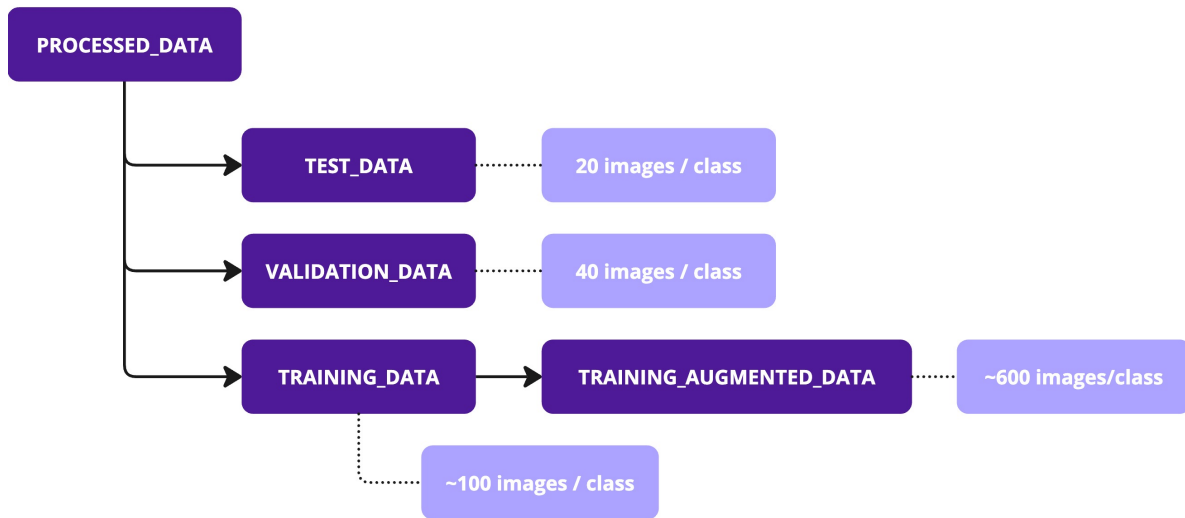 PROCESSED_DATA
TEST_DATA
20 images / class
VALIDATION_DATA
40 images / class
TRAINING_DATA
TRAINING_AUGMENTED_DATA
~600 images/class
~100 images / class